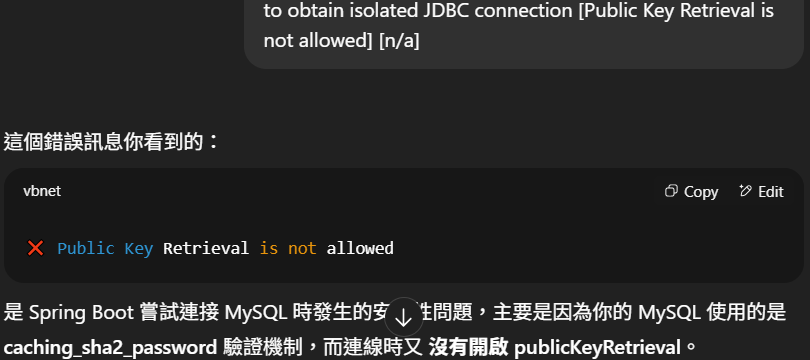 to obtain isolated JDBC connection [Public Key Retrieval is
not allowed] [n/a]
這個錯誤訊息你看到的：
vbnet Copy Edit
❌ Public Key Retrieval is not allowed
是 Spring Boot 嘗試連接 MySQL 時發生的安性問題，主要是因為你的 MySQL 使用的是
caching_sha2_password 驗證機制，而連線時又 沒有開啟 publicKeyRetrieval。